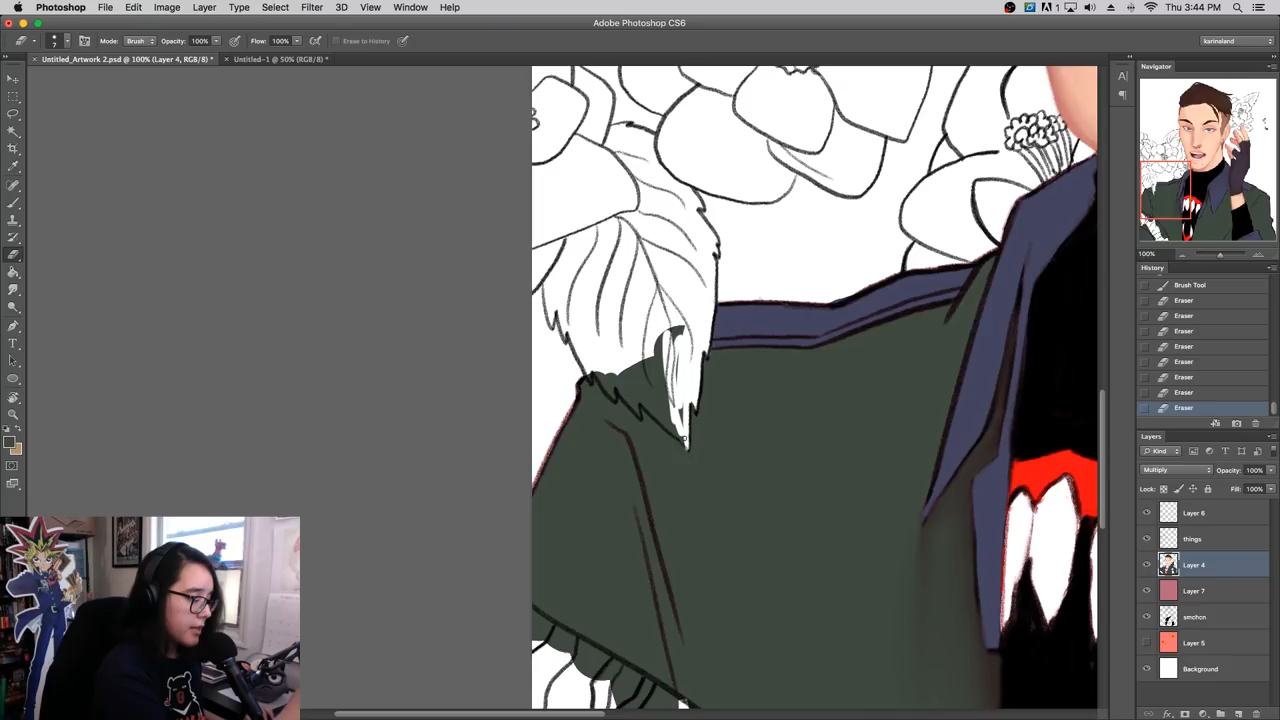 Photoshop File Edit Image Layer Type Select Filter 3D View Window Help
1 Thu 3:44 PM
Adobe Photoshop CS6
7 Mode: Brush Opacity: 100% Flow: 100% Erase to History karinaland
Untitled_Artwork 2.psd @ 100% (Layer 4, RGB/8) * Untitled-1 @ 50% (RGB/8) *
Navigator
100%
History
Brush Tool
Eraser
Eraser
Eraser
Eraser
Eraser
Eraser
Eraser
Eraser
Layers
Kind
Multiply Opacity: 100%
Lock: Fill: 100%
Layer 6
things
Layer 4
Layer 7
smchcn
Layer 5
Background